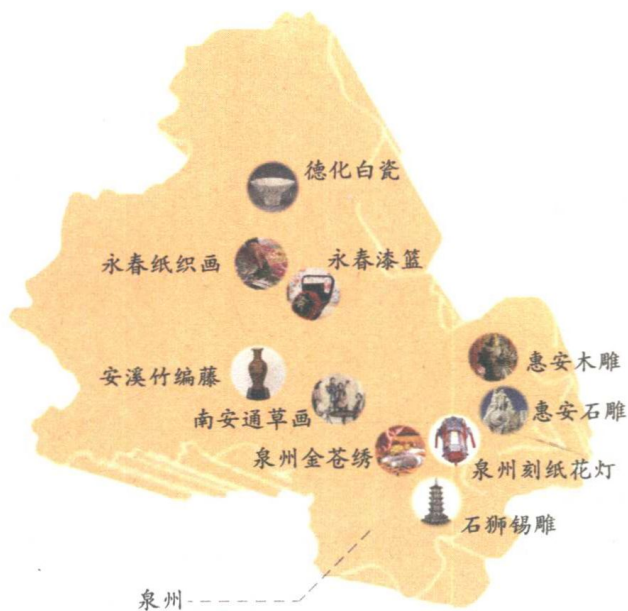 德化白瓷
永春纸织画
永春漆篮
安溪竹编藤
南安通草画
惠安木雕
惠安石雕
泉州金苍绣
泉州刻纸花灯
石狮锡雕
泉州